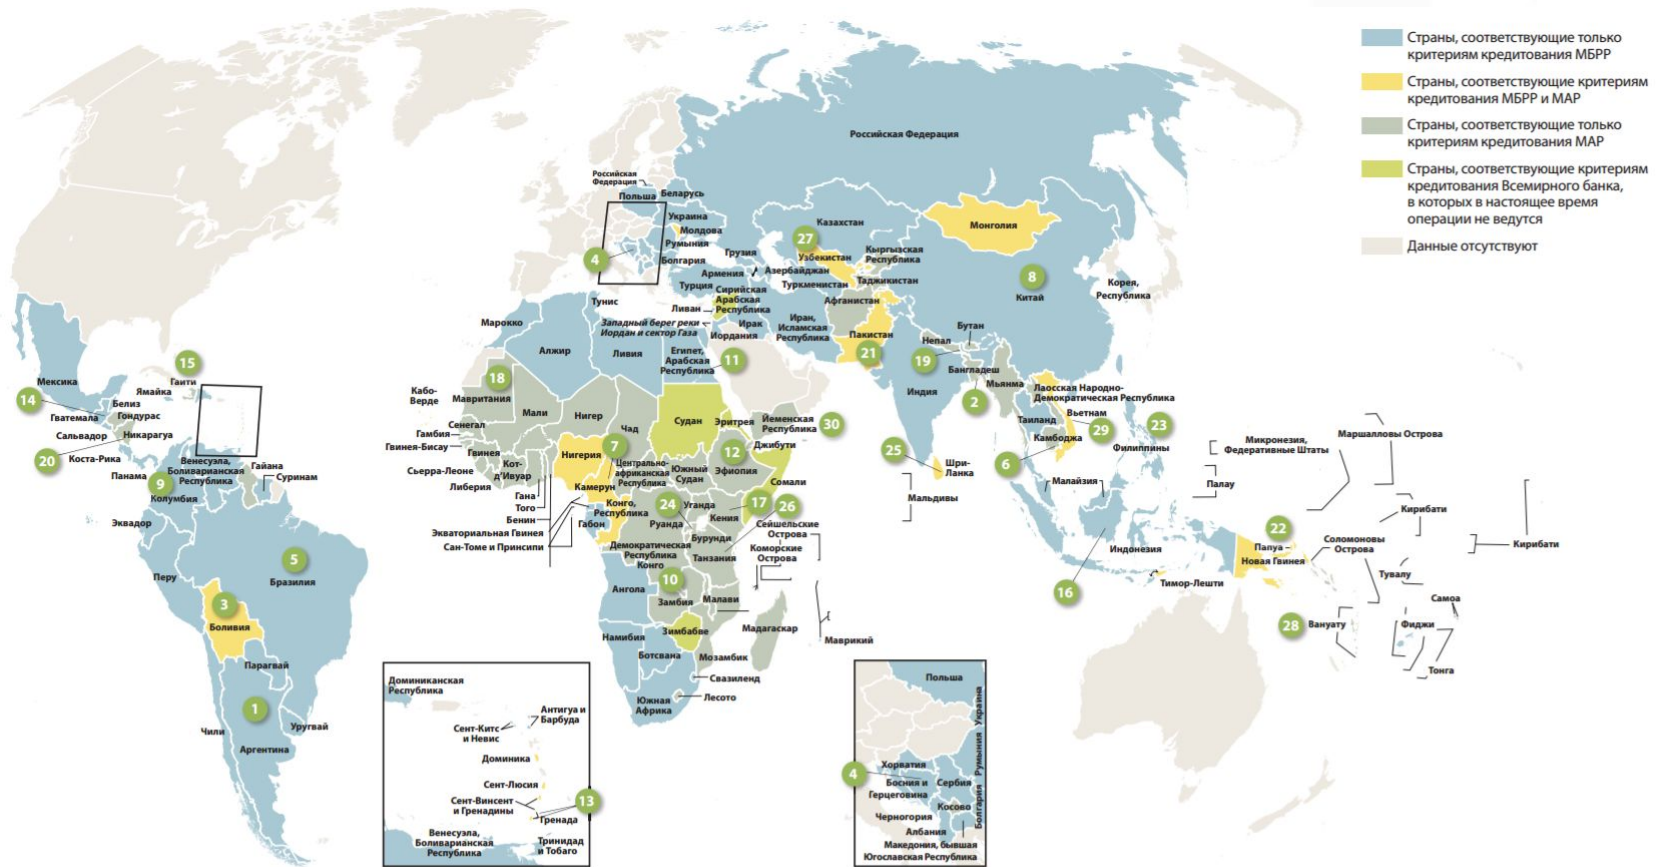 Страны, соответствующие только
критериям кредитования МБРР
Страны, соответствующие критериям
кредитования МБРР и МАР
Страны, соответствующие только
критериям кредитования МАР
Страны, соответствующие критериям
кредитования Всемирного банка,
в которых в настоящее время
операции не ведутся
Данные отсутствуют
Российская Федерация
Российская
Федерация
Польша
Беларусь
Украина
Молдова
Румыния
Болгария
4
Грузия
Армения
Азербайджан
Турция
Туркменистан
Казахстан
27
Узбекистан
Кыргызская
Республика
Таджикистан
Монголия
8
Китай
Корея,
Республика
Тунис
Ливан
Сирийская
Арабская
Республика
Западный берег реки
Иордан и сектор Газа
Ирак
Иордания
Иран,
Исламская
Республика
Афганистан
Пакистан
21
Непал
Бутан
19
Бангладеш
Индия
2
Мьянма
Лаосская Народно-
Демократическая Республика
Таиланд
Вьетнам
29
Камбоджа
6
23
Филиппины
Марокко
Алжир
Ливия
Египет,
Арабская
Республика
11
18
Кабо-
Верде
Мавритания
Мали
Нигер
Чад
Судан
Эритрея
Йеменская
Республика
30
Джибути
Сенегал
Гамбия
Гвинея-Бисау
Гвинея
Сьерра-Леоне
Либерия
Кот-
д'Ивуар
Гана
Того
Бенин
Нигерия
7
Камерун
Центрально-
африканская
Республика
Южный
Судан
12
Эфиопия
Сомали
Экваториальная Гвинея
Сан-Томе и Принсипи
Габон
Конго,
Республика
24
Уганда
Руанда
Кения
17
26
Сейшельские
Острова
Бурунди
Демократическая
Республика
Конго
Танзания
Коморские
Острова
10
Ангола
Замбия
Малави
Зимбабве
Мадагаскар
Маврикий
Намибия
Ботсвана
Мозамбик
Свазиленд
Лесото
Южная
Африка
25
Шри-
Ланка
Мальдивы
Малайзия
Индонезия
16
Тимор-Лешти
22
Папуа
Новая Гвинея
Микронезия,
Федеративные Штаты
Маршалловы Острова
Палау
Кирибати
Кирибати
Соломоновы
Острова
Тувалу
Самоа
28
Вануату
Фиджи
Тонга
Мексика
14
15
Гаити
Ямайка
Белиз
Гватемала
Гондурас
Сальвадор
Никарагуа
20
Коста-Рика
Панама
Венесуэла,
Боливарианская
Республика
Гайана
Суринам
9
Колумбия
Эквадор
5
Бразилия
Перу
3
Боливия
Парагвай
1
Чили
Уругвай
Аргентина
Доминиканская
Республика
Антигуа и
Барбуда
Сент-Китс
и Невис
Доминика
Сент-Люсия
Сент-Винсент
и Гренадины
13
Гренада
Венесуэла,
Боливарианская
Республика
Тринидад
и Тобаго
Польша
Украина
Румыния
Болгария
Хорватия
4
Босния и
Герцеговина
Сербия
Косово
Черногория
Албания
Македония, бывшая
Югославская Республика